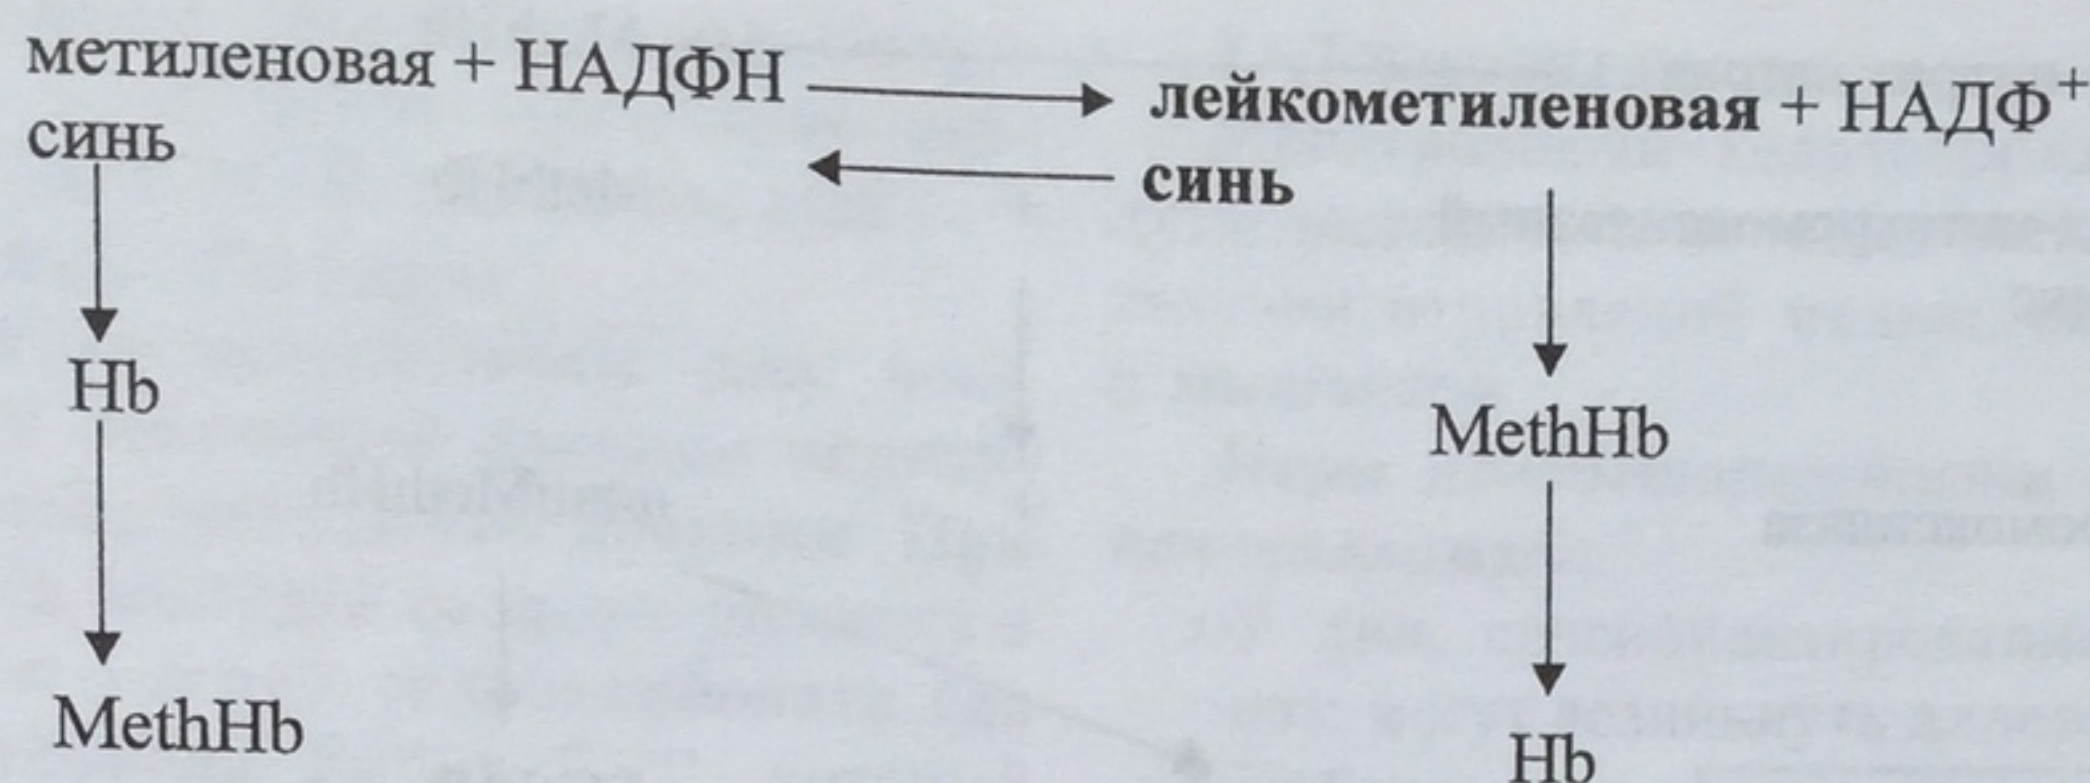 метиленовая + НАДФН
синь
лейкометиленовая + НАДФ⁺
синь
Hb
MethHb
MethHb
Hb